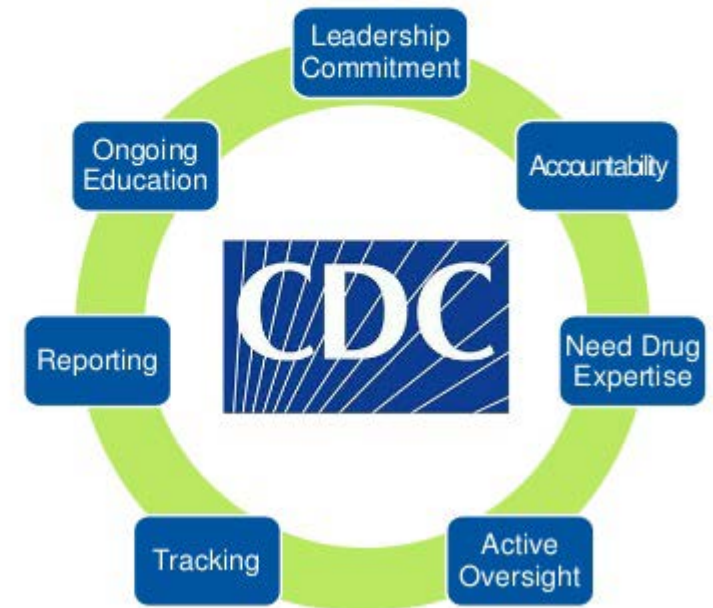 Leadership
Commitment
Accountability
Need Drug
Expertise
Active
Oversight
Tracking
Reporting
Ongoing
Education
CDC